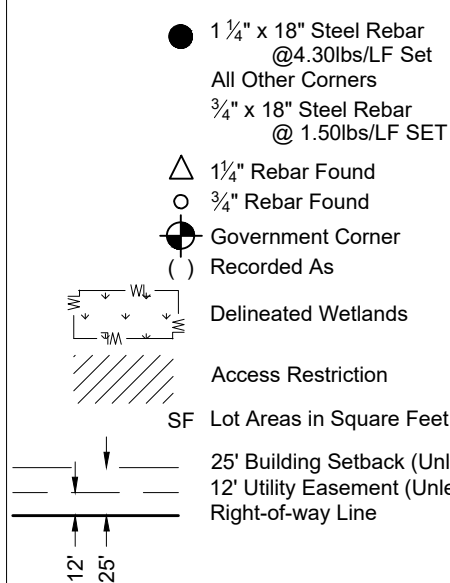 1 ¼" x 18" Steel Rebar
@4.30lbs/LF Set
All Other Corners
¾" x 18" Steel Rebar
@ 1.50lbs/LF SET
1¼" Rebar Found
¾" Rebar Found
Government Corner
( ) Recorded As
W
W
W
W
Delineated Wetlands
Access Restriction
SF Lot Areas in Square Feet
25' Building Setback (Unl
12' Utility Easement (Unle
Right-of-way Line
12'
25'